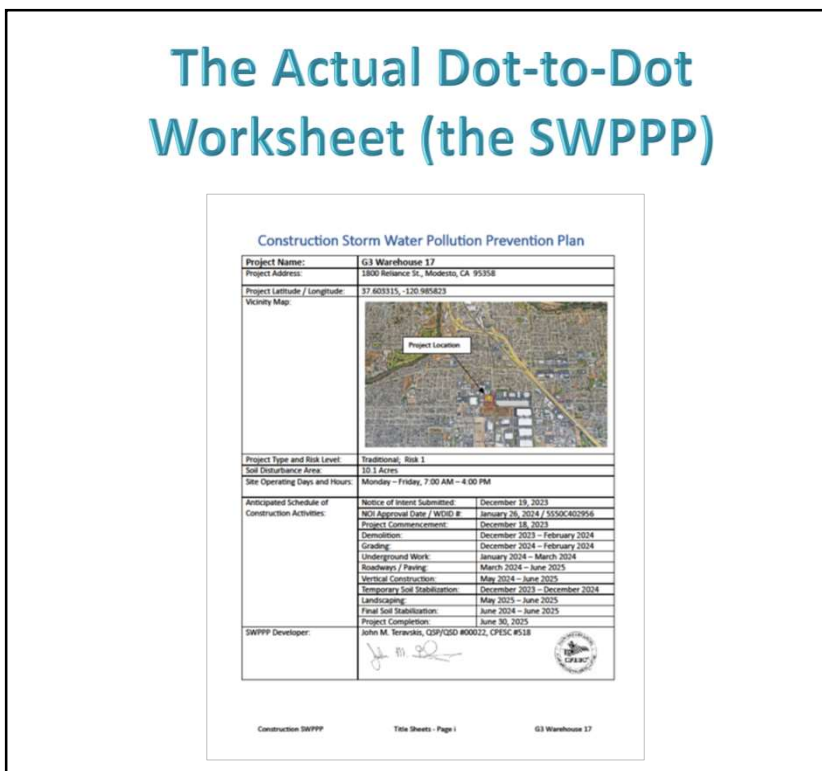 The Actual Dot-to-Dot
Worksheet (the SWPPP)
Construction Storm Water Pollution Prevention Plan
Project Name: G3 Warehouse 17
Project Address: 1800 Reliance St., Modesto, CA 95358
Project Latitude / Longitude: 37.603315, -120.985823
Vicinity Map:
Project Location
Project Type and Risk Level: Traditional; Risk 1
Soil Disturbance Area: 10.1 Acres
Site Operating Days and Hours: Monday – Friday, 7:00 AM – 4:00 PM
Anticipated Schedule of Notice of Intent Submitted: December 19, 2023
Construction Activities: NOI Approval Date / WDID #: January 26, 2024 / 5S50C402956
Project Commencement: December 18, 2023
Demolition: December 2023 – February 2024
Grading: December 2024 – February 2024
Underground Work: January 2024 – March 2024
Roadways / Paving: March 2024 – June 2025
Vertical Construction: May 2024 – June 2025
Temporary Soil Stabilization: December 2023 – December 2024
Landscaping: May 2025 – June 2025
Final Soil Stabilization: June 2024 – June 2025
Project Completion: June 30, 2025
SWPPP Developer: John M. Teravskis, QSP/QSD #00022, CPESC #518
CPESC
Construction SWPPP Title Sheets - Page i G3 Warehouse 17